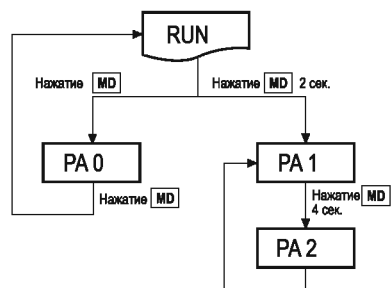 RUN
Нажатие MD
Нажатие MD 2 сек.
PA 0
PA 1
Нажатие MD
Нажатие MD
4 сек.
PA 2